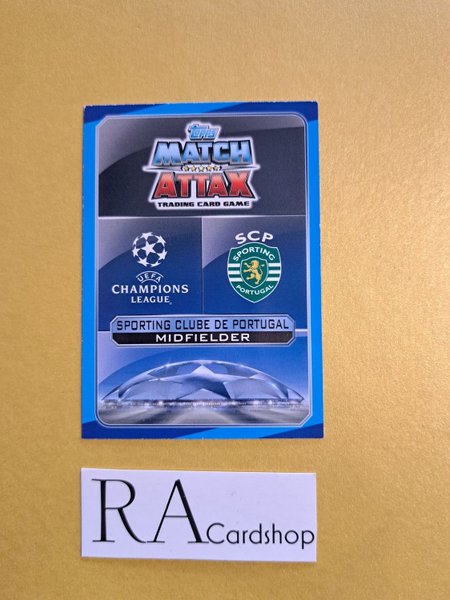 Topps
MATCH
ATTAX
TRADING CARD GAME
UEFA
CHAMPIONS
LEAGUE
SCP
SPORTING
PORTUGAL
SPORTING CLUBE DE PORTUGAL
MIDFIELDER
RA Cardshop